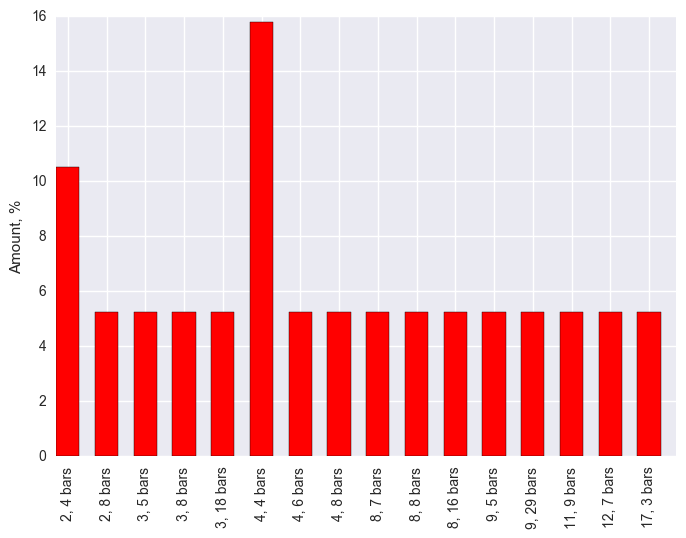 16
14
12
10
8
6
4
2
0
Amount, %
2, 4 bars
2, 8 bars
3, 5 bars
3, 8 bars
3, 18 bars
4, 4 bars
4, 6 bars
4, 8 bars
8, 7 bars
8, 8 bars
8, 16 bars
9, 5 bars
9, 29 bars
11, 9 bars
12, 7 bars
17, 3 bars